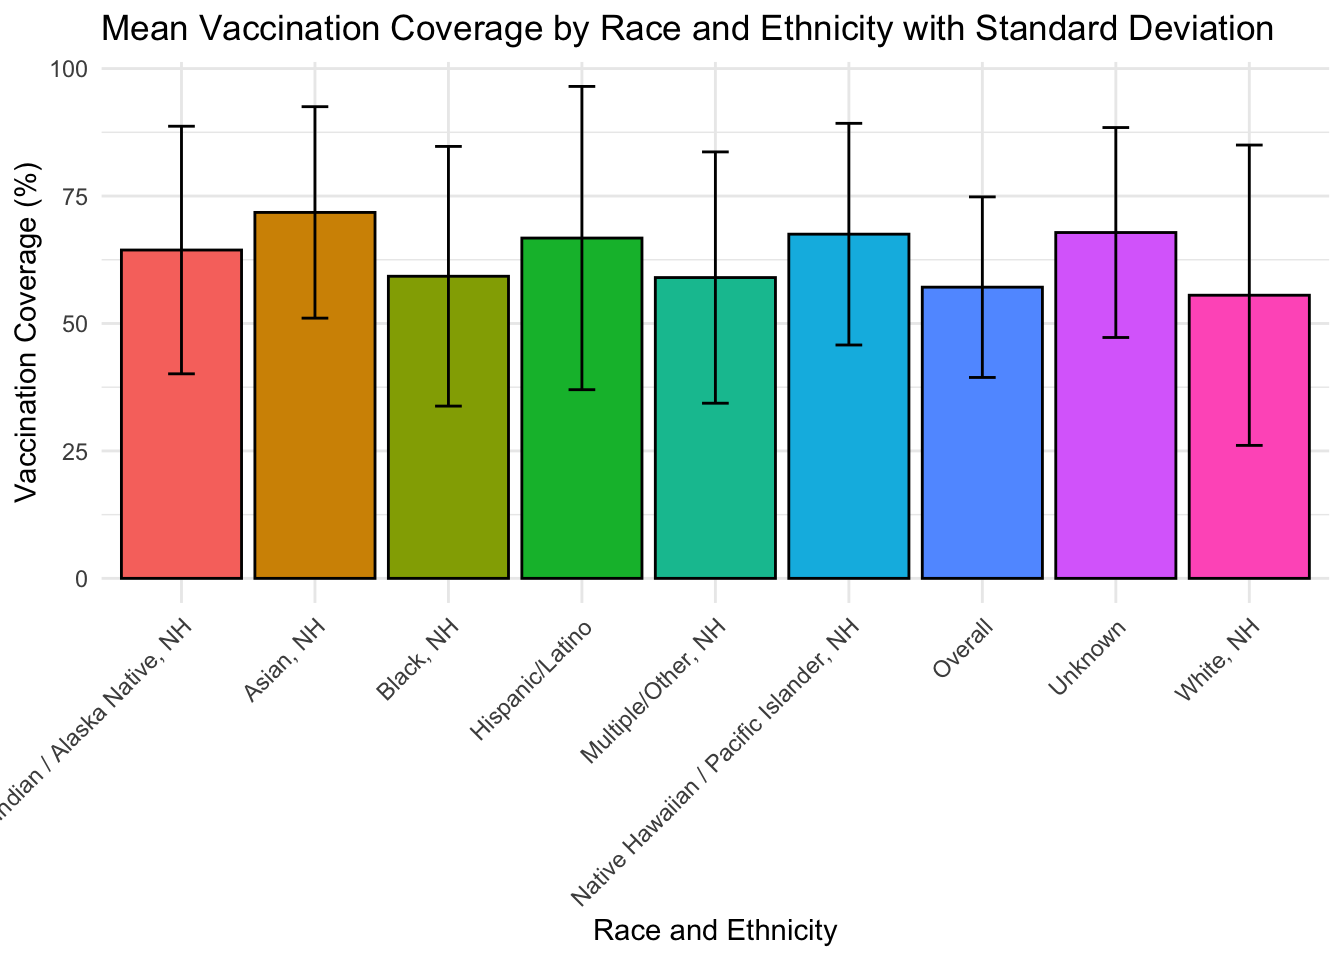 Mean Vaccination Coverage by Race and Ethnicity with Standard Deviation
Vaccination Coverage (%)
100
75
50
25
0
/ Alaska Native, NH
Asian, NH
Black, NH
Hispanic/Latino
Multiple/Other, NH
Native Hawaiian / Pacific Islander, NH
Overall
Unknown
White, NH
Race and Ethnicity